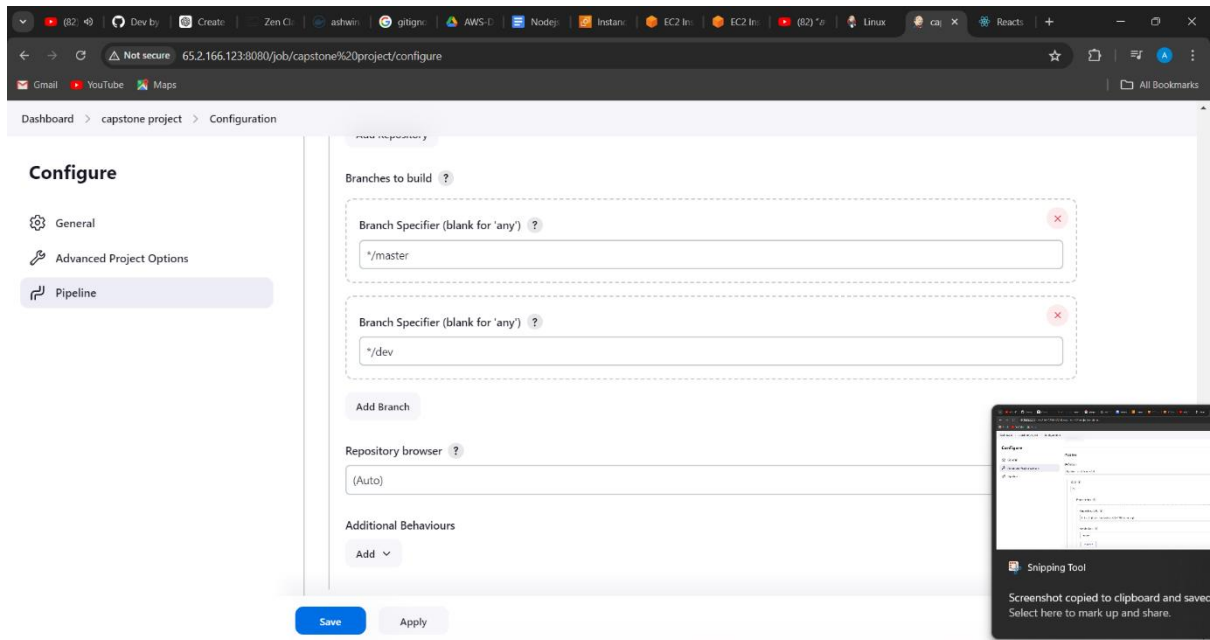 (82)
Dev by
Create
Zen Cl
ashwin
gitigno
AWS-D
Nodejs
Instanc
EC2 Ins
EC2 Ins
(82)
Linux
caj
Reacts
Not secure 65.2.166.123:8080/job/capstone%20project/configure
A
Gmail YouTube Maps
All Bookmarks
Dashboard > capstone project > Configuration
Add Repository
Configure
General
Advanced Project Options
Pipeline
Branches to build ?
Branch Specifier (blank for 'any') ?
*/master
Branch Specifier (blank for 'any') ?
*/dev
Add Branch
Repository browser ?
(Auto)
Additional Behaviours
Add
Save Apply
Snipping Tool
Screenshot copied to clipboard and saved
Select here to mark up and share.